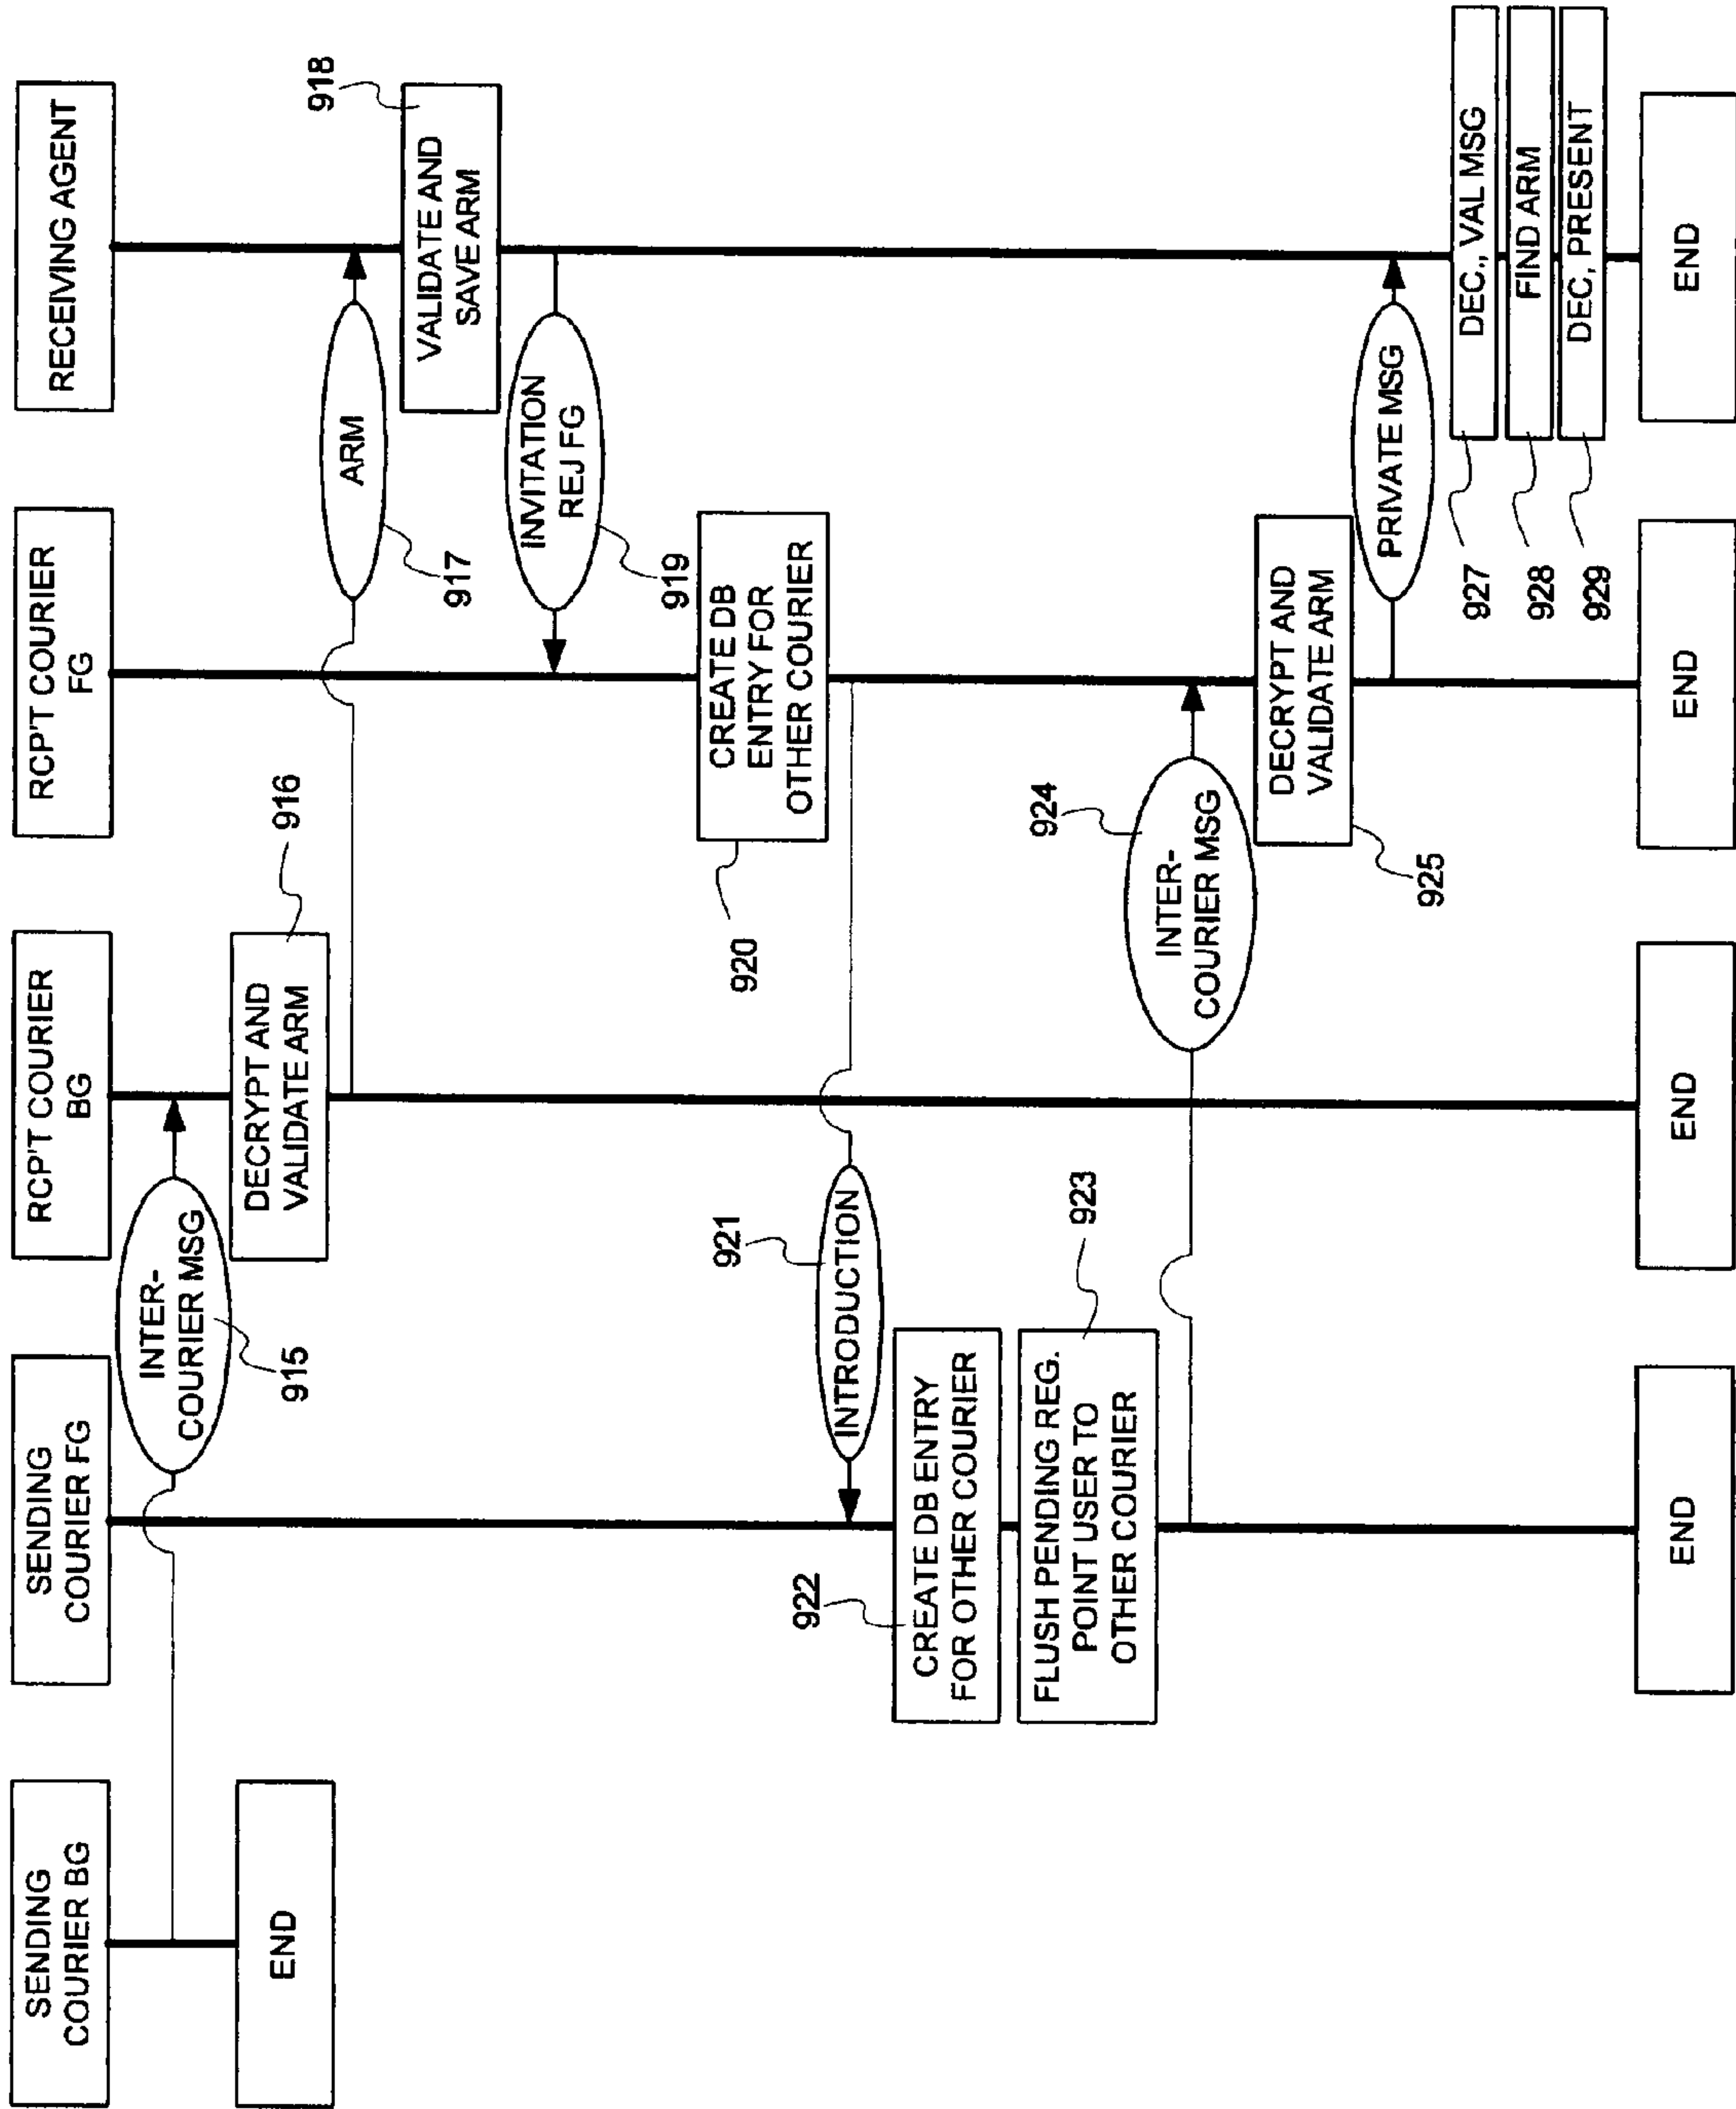 SENDING
COURIER BG
SENDING
COURIER FG
RCP'T COURIER
BG
RCP'T COURIER
FG
RECEIVING AGENT
INTER-
COURIER MSG
915
DECRYPT AND
VALIDATE ARM
916
END
ARM
917
VALIDATE AND
SAVE ARM
918
INVITATION
REJ FG
919
CREATE DB
ENTRY FOR
OTHER COURIER
920
INTRODUCTION
921
CREATE DB ENTRY
FOR OTHER COURIER
922
FLUSH PENDING REG.
POINT USER TO
OTHER COURIER
923
INTER-
COURIER MSG
924
DECRYPT AND
VALIDATE ARM
925
PRIVATE MSG
DEC., VAL MSG
927
FIND ARM
928
DEC, PRESENT
929
END
END
END
END